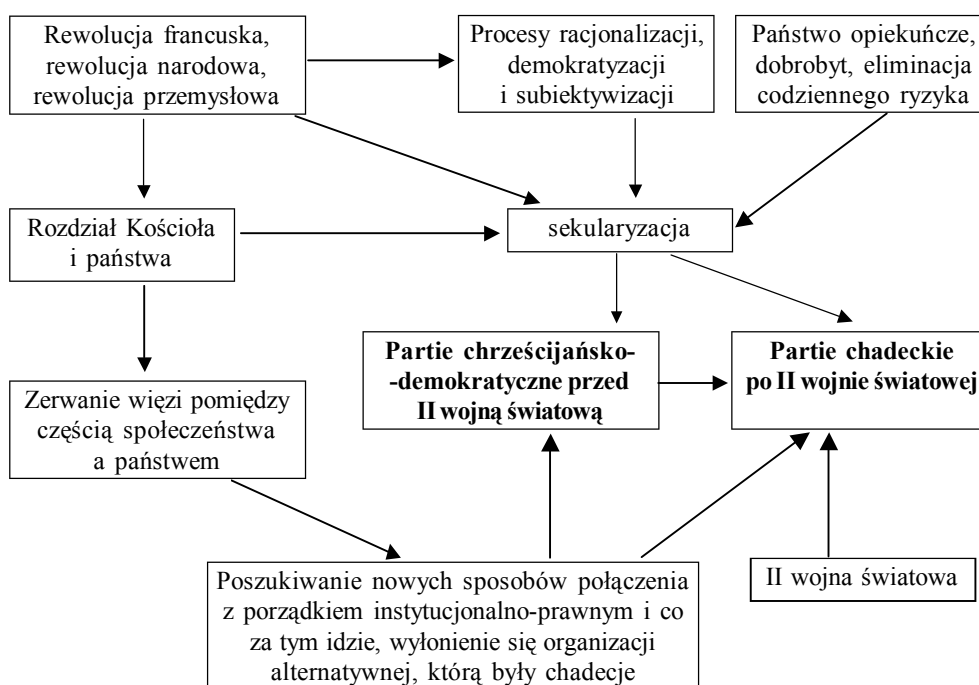 Rewolucja francuska,
rewolucja narodowa,
rewolucja przemysłowa
Procesy racjonalizacji,
demokratyzacji
i subiektywizacji
Państwo opiekuńcze,
dobrobyt, eliminacja
codziennego ryzyka
Rozdział Kościoła
i państwa
sekularyzacja
Partie chrześcijańsko-
-demokratyczne przed
II wojną światową
Partie chadeckie
po II wojnie światowej
Zerwanie więzi pomiędzy
częścią społeczeństwa
a państwem
Poszukiwanie nowych sposobów połączenia
z porządkiem instytucjonalno-prawnym i co
za tym idzie, wyłonienie się organizacji
alternatywnej, którą były chadecje
II wojna światowa